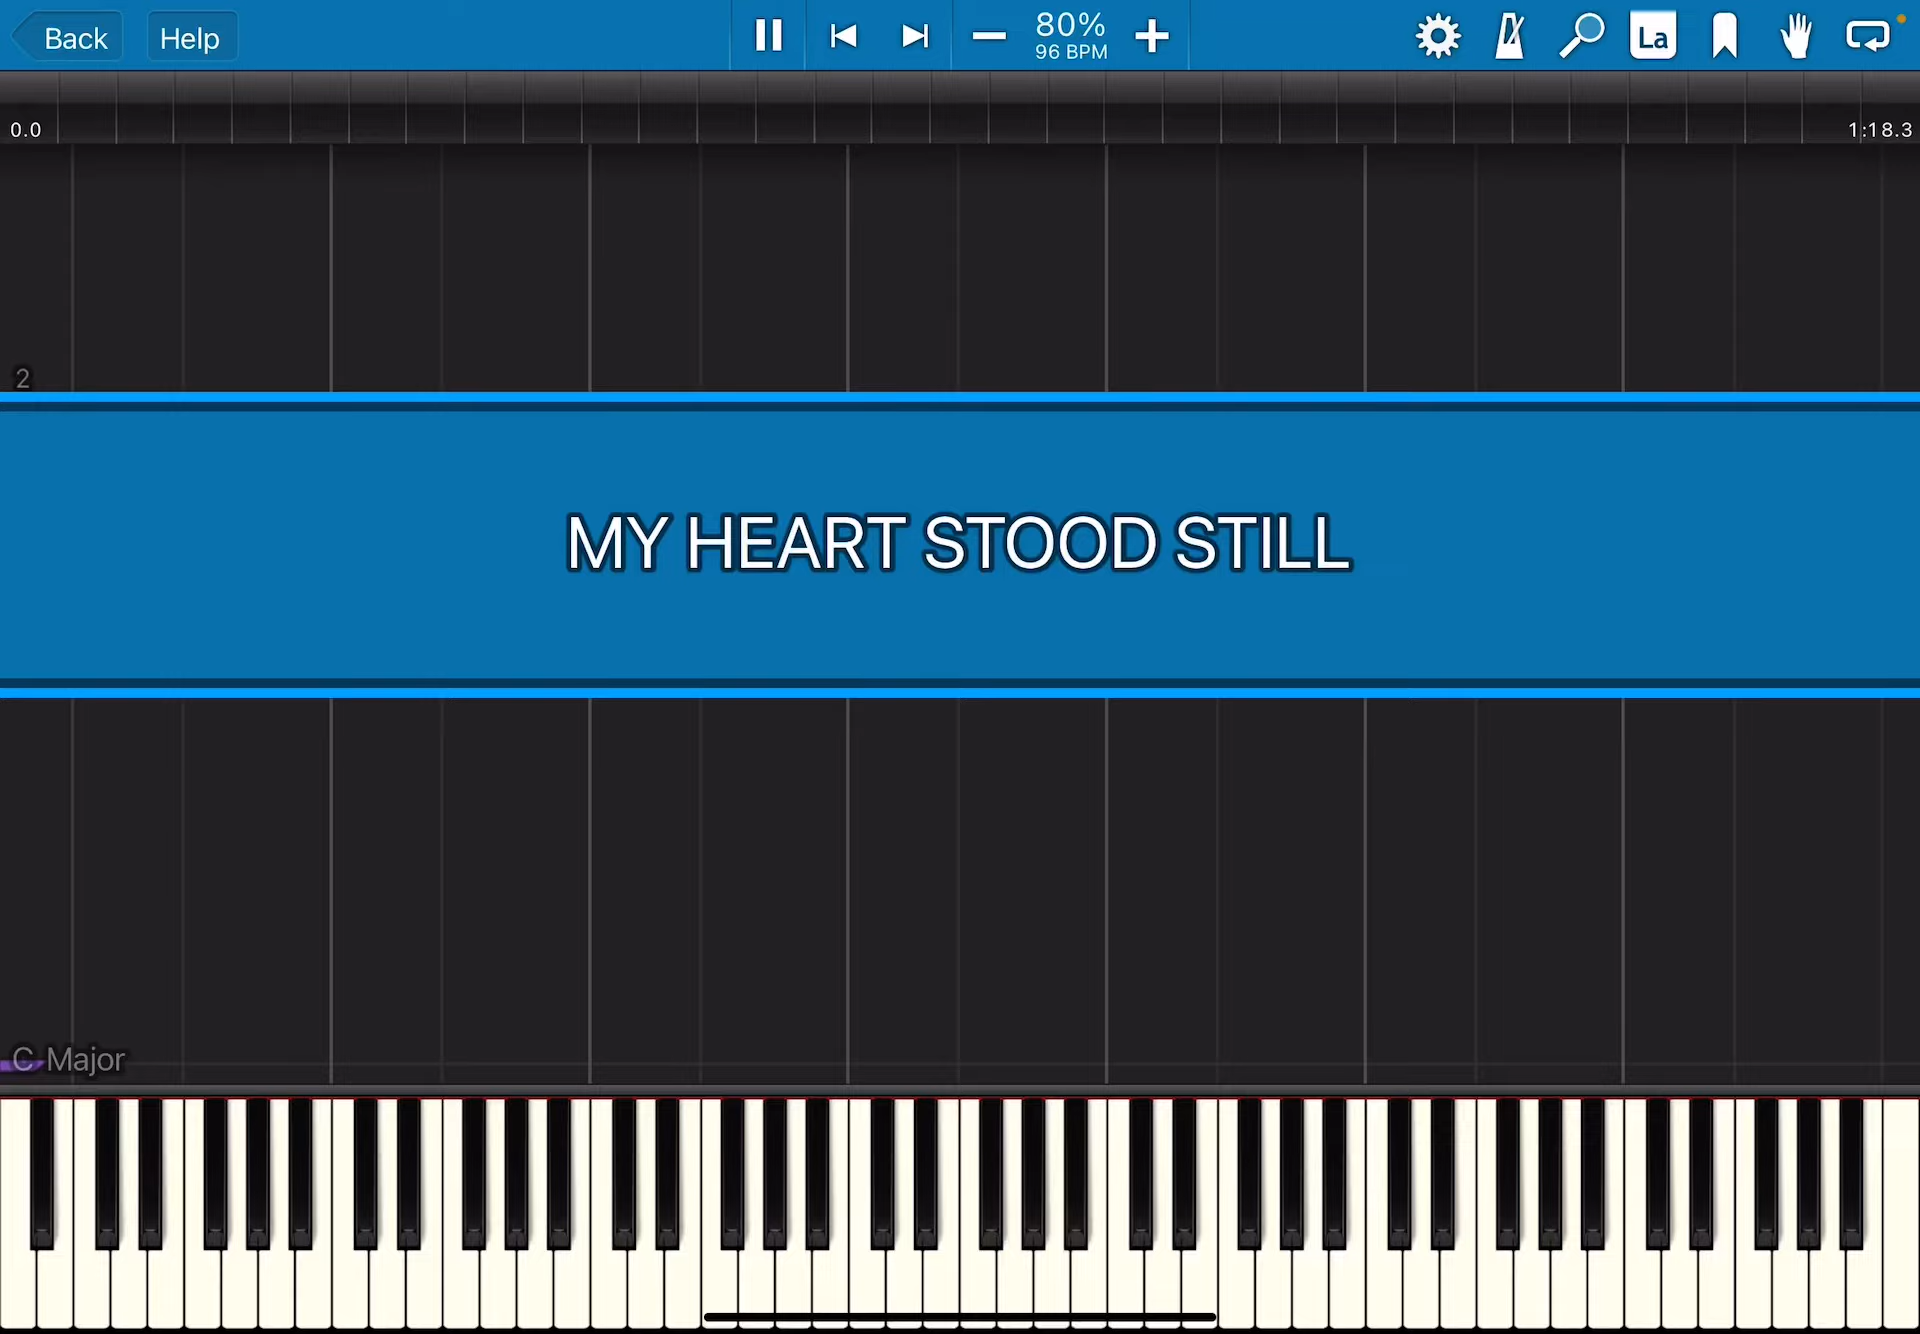 Back
Help
80%
96 BPM
La
0.0
1:18.3
2
MY HEART STOOD STILL
C Major